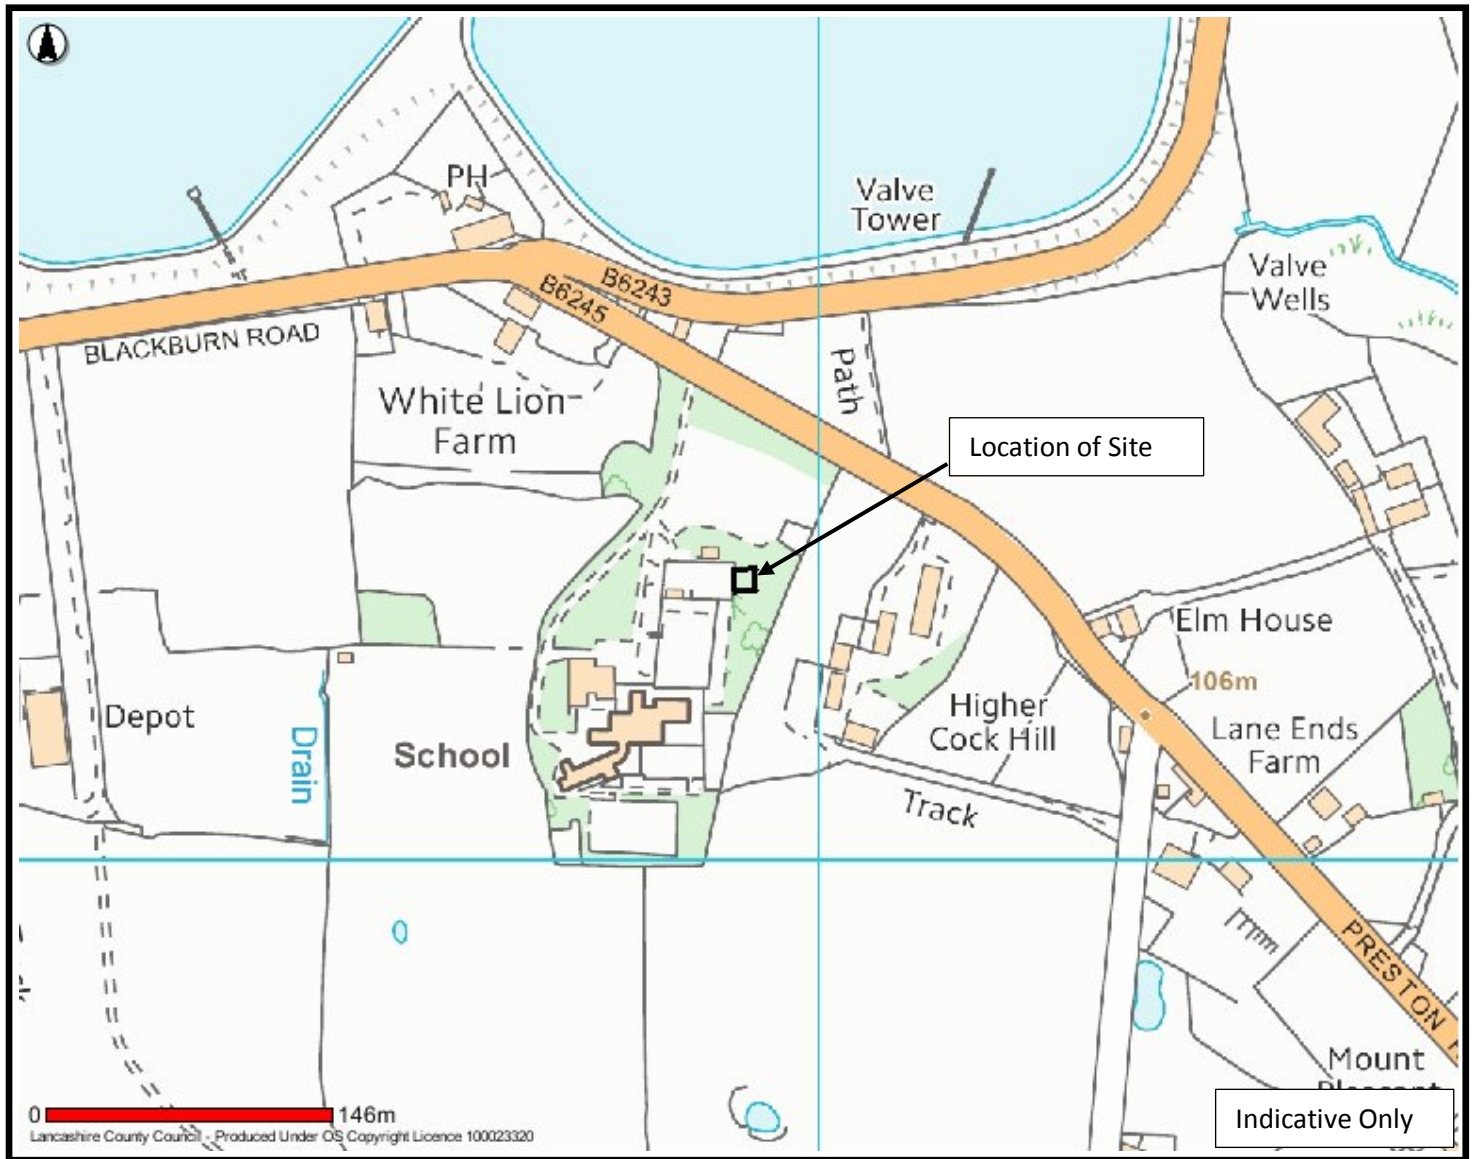 PH
Valve
Tower
B6243
B6245
Valve
Wells
BLACKBURN ROAD
Path
White Lion
Farm
Location of Site
Elm House
106m
Depot
Drain
School
Higher
Cock Hill
Lane Ends
Farm
Track
PRESTON
Mount
0 146m
Lancashire County Council - Produced Under OS Copyright Licence 100023320
Indicative Only